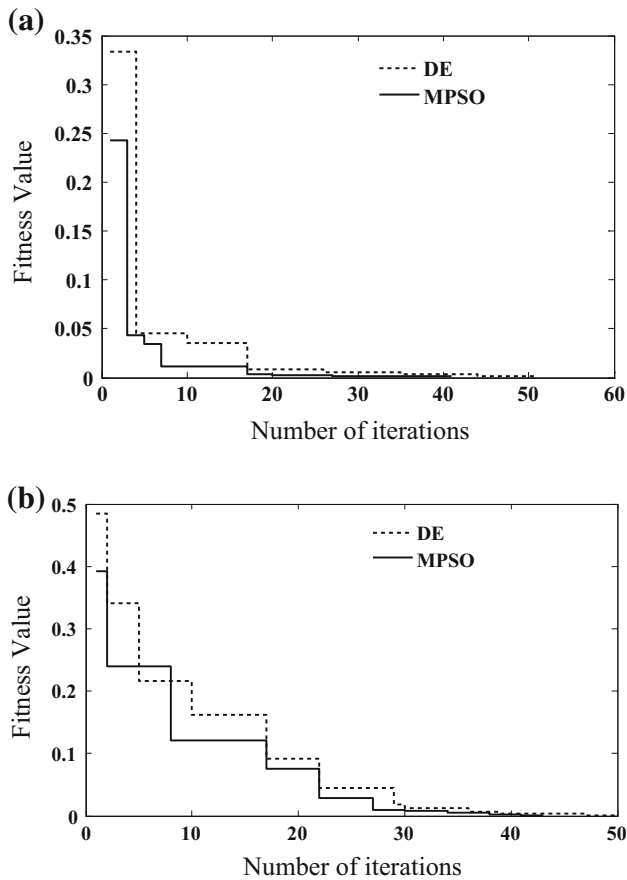 (a)
0.35
0.3
0.25
0.2
0.15
0.1
0.05
0
Fitness Value
DE
MPSO
0 10 20 30 40 50 60
Number of iterations
(b)
0.5
0.4
0.3
0.2
0.1
0
Fitness Value
DE
MPSO
0 10 20 30 40 50
Number of iterations